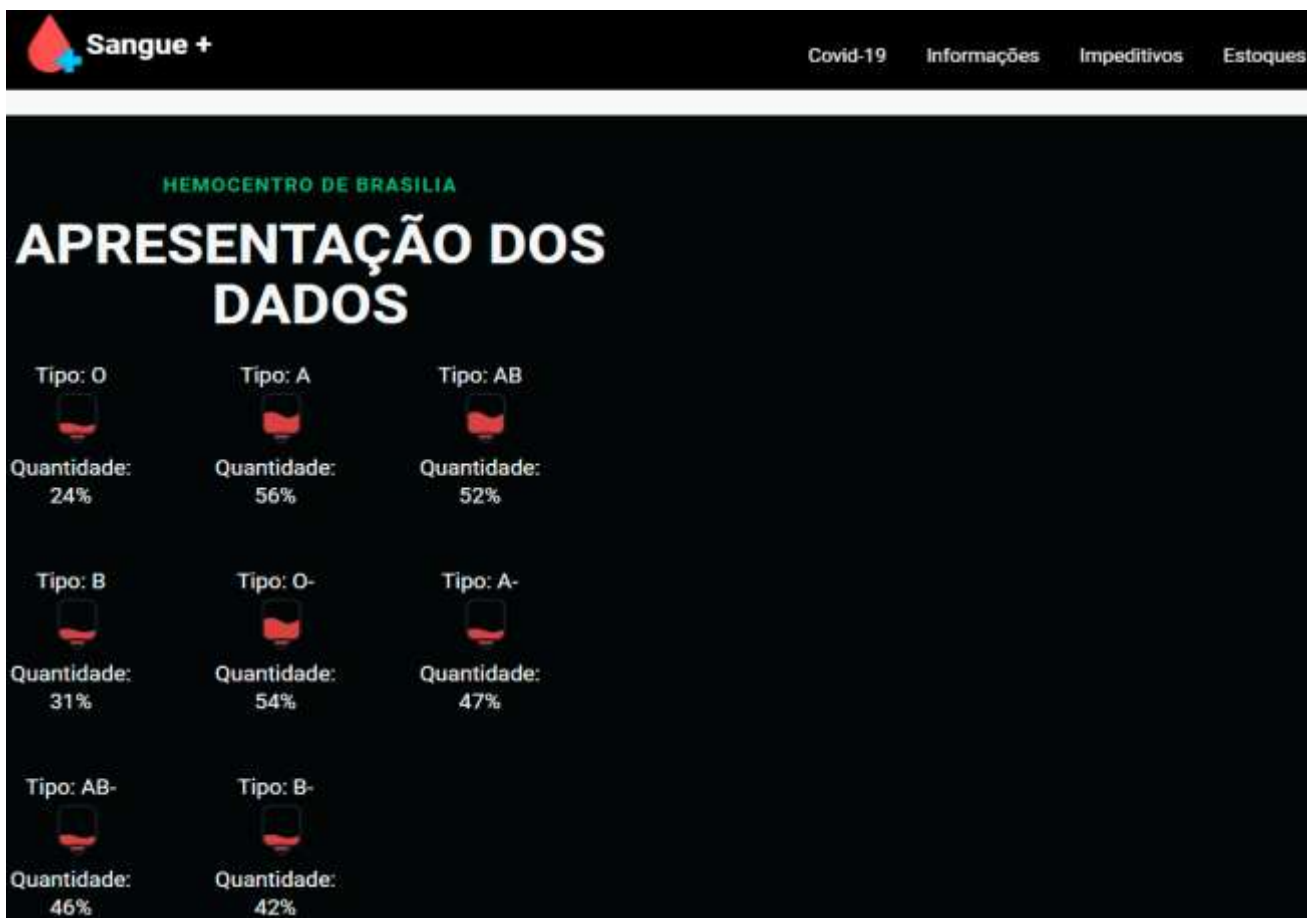 Sangue +
Covid-19 Informações Impeditivos Estoques
HEMOCENTRO DE BRASILIA
APRESENTAÇÃO DOS
DADOS
Tipo: O Tipo: A Tipo: AB
Quantidade: Quantidade: Quantidade:
24% 56% 52%
Tipo: B Tipo: O- Tipo: A-
Quantidade: Quantidade: Quantidade:
31% 54% 47%
Tipo: AB- Tipo: B-
Quantidade: Quantidade:
46% 42%